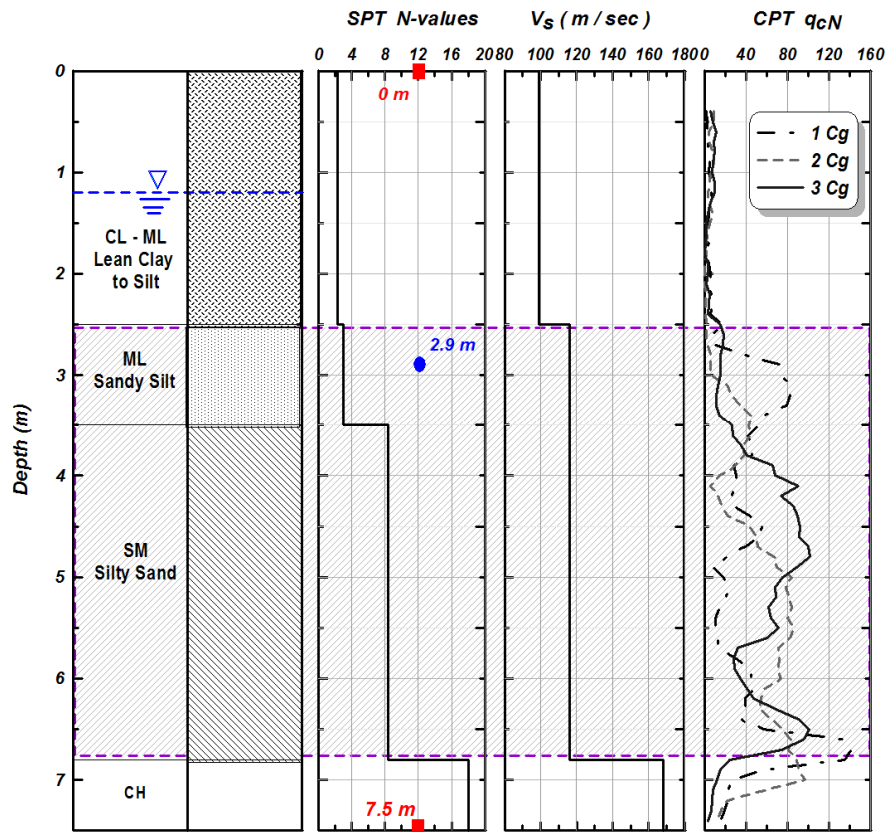 SPT N-values
Vs ( m / sec )
CPT qcN
0 4 8 12 16 20
80 100 120 140 160 180
0 40 80 120 160
0 m
1 Cg
2 Cg
3 Cg
0
1
2
3
4
5
6
7
Depth (m)
CL - ML
Lean Clay
to Silt
2.9 m
ML
Sandy Silt
SM
Silty Sand
CH
7.5 m